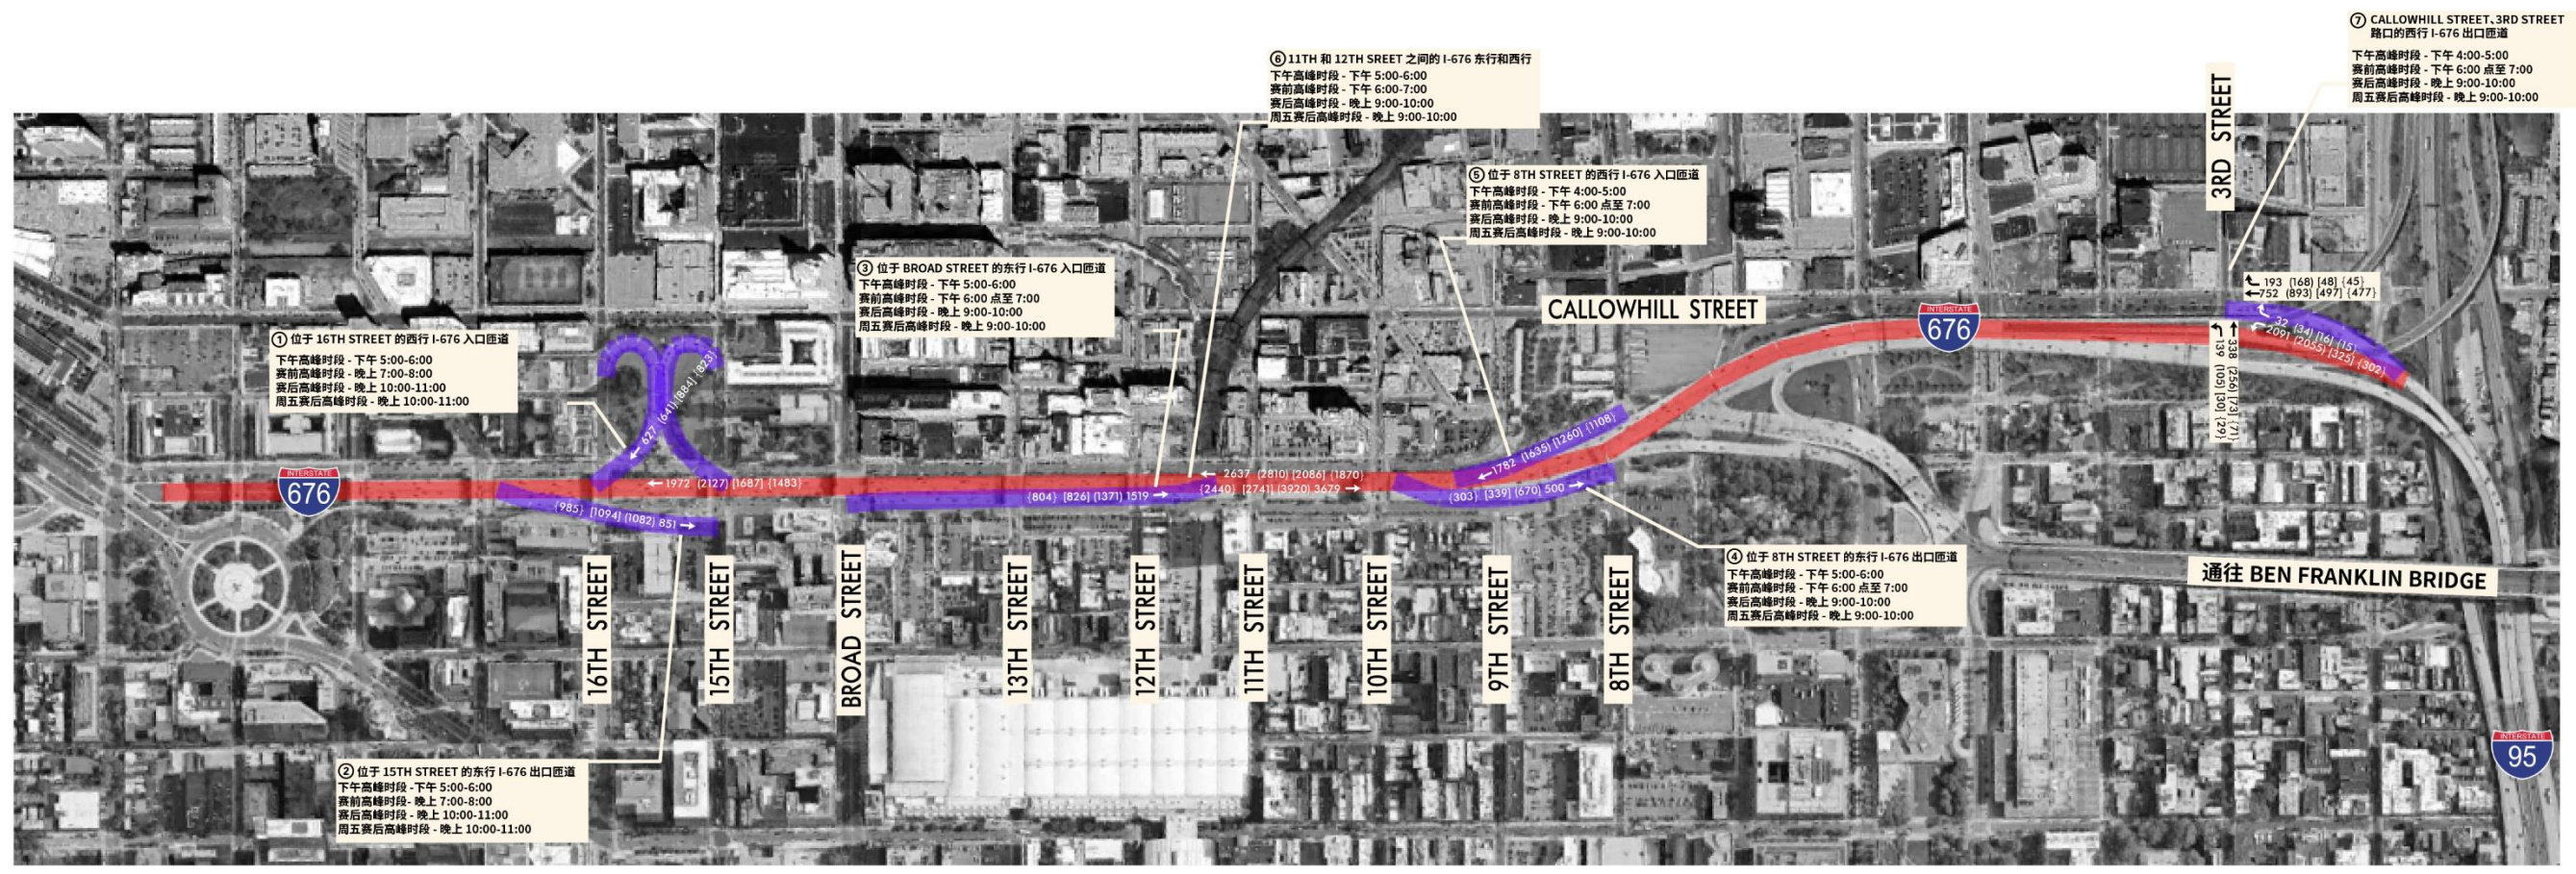 ⑦ CALLOWHILL STREET、3RD STREET
路口的西行 I-676 出口匝道
下午高峰时段 - 下午 4:00-5:00
赛前高峰时段 - 下午 6:00 点至 7:00
赛后高峰时段 - 晚上 9:00-10:00
周五赛后高峰时段 - 晚上 9:00-10:00
⑥ 11TH 和 12TH SREET 之间的 I-676 东行和西行
下午高峰时段 - 下午 5:00-6:00
赛前高峰时段 - 下午 6:00-7:00
赛后高峰时段 - 晚上 9:00-10:00
周五赛后高峰时段 - 晚上 9:00-10:00
3RD STREET
⑤ 位于 8TH STREET 的西行 I-676 入口匝道
下午高峰时段 - 下午 4:00-5:00
赛前高峰时段 - 下午 6:00 点至 7:00
赛后高峰时段 - 晚上 9:00-10:00
周五赛后高峰时段 - 晚上 9:00-10:00
③ 位于 BROAD STREET 的东行 I-676 入口匝道
下午高峰时段 - 下午 5:00-6:00
赛前高峰时段 - 下午 6:00 点至 7:00
赛后高峰时段 - 晚上 9:00-10:00
周五赛后高峰时段 - 晚上 9:00-10:00
193 (168) [48] {45}
752 (893) [497] {477}
CALLOWHILL STREET
INTERSTATE
676
32 (34) [16] {15}
2091 (2055) [325] {302}
139 (105) [30] {29}
338 (256) [73] {71}
① 位于 16TH STREET 的西行 I-676 入口匝道
下午高峰时段 - 下午 5:00-6:00
赛前高峰时段 - 晚上 7:00-8:00
赛后高峰时段 - 晚上 10:00-11:00
周五赛后高峰时段 - 晚上 10:00-11:00
627 (641) [884] {823}
1782 (1635) [1260] {1108}
INTERSTATE
676
1972 (2127) [1687] {1483}
2637 (2810) [2086] {1870}
{2440} [2741] (3920) 3679
{804} [826] (1371) 1519
{303} [339] (670) 500
{985} [1094] (1082) 851
16TH STREET
15TH STREET
BROAD STREET
13TH STREET
12TH STREET
11TH STREET
10TH STREET
9TH STREET
8TH STREET
④ 位于 8TH STREET 的东行 I-676 出口匝道
下午高峰时段 - 下午 5:00-6:00
赛前高峰时段 - 下午 6:00 点至 7:00
赛后高峰时段 - 晚上 9:00-10:00
周五赛后高峰时段 - 晚上 9:00-10:00
通往 BEN FRANKLIN BRIDGE
INTERSTATE
95
② 位于 15TH STREET 的东行 I-676 出口匝道
下午高峰时段 - 下午 5:00-6:00
赛前高峰时段- 晚上 7:00-8:00
赛后高峰时段 - 晚上 10:00-11:00
周五赛后高峰时段 - 晚上 10:00-11:00